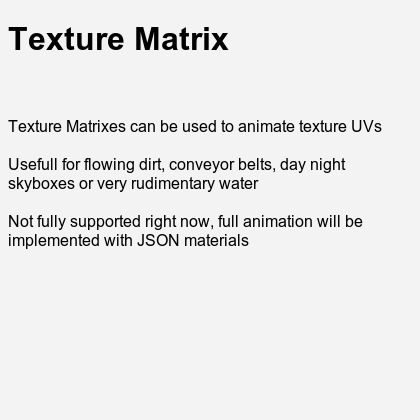 Texture Matrix
Texture Matrixes can be used to animate texture UVs
Usefull for flowing dirt, conveyor belts, day night
skyboxes or very rudimentary water
Not fully supported right now, full animation will be
implemented with JSON materials